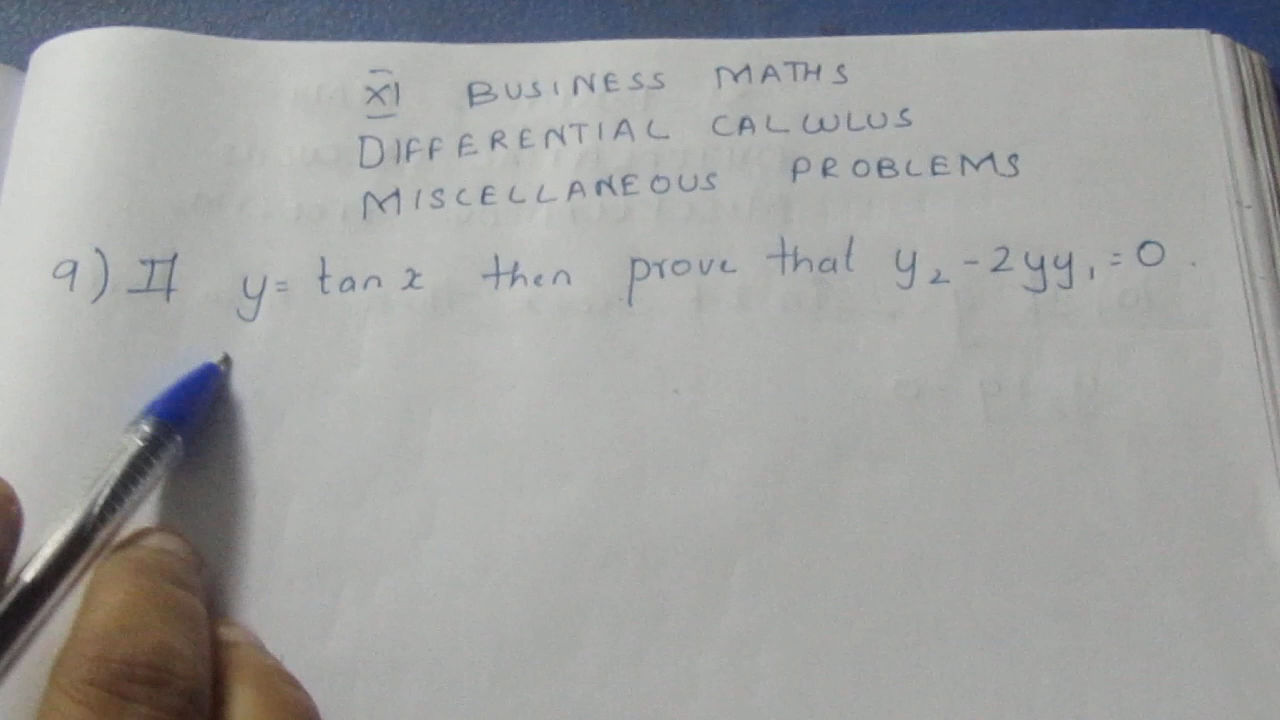 XI BUSINESS MATHS
DIFFERENTIAL CALCULUS
MISCELLANEOUS PROBLEMS
9) If y = tan x then prove that y₂ - 2yy₁ = 0.